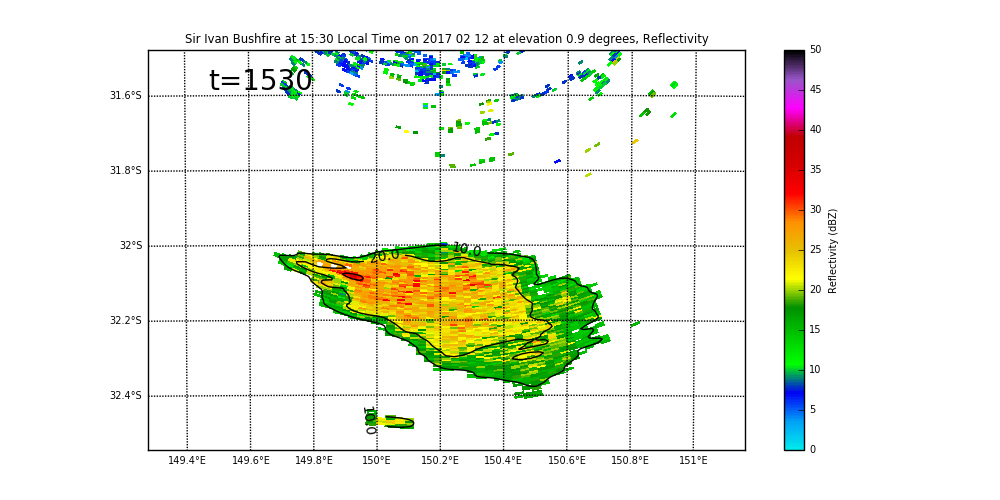 Sir Ivan Bushfire at 15:30 Local Time on 2017 02 12 at elevation 0.9 degrees, Reflectivity
t=1530
31.6°S
31.8°S
32°S
32.2°S
32.4°S
20.0
10.0
10.0
149.4°E
149.6°E
149.8°E
150°E
150.2°E
150.4°E
150.6°E
150.8°E
151°E
50
45
40
35
30
25
20
15
10
5
0
Reflectivity (dBZ)